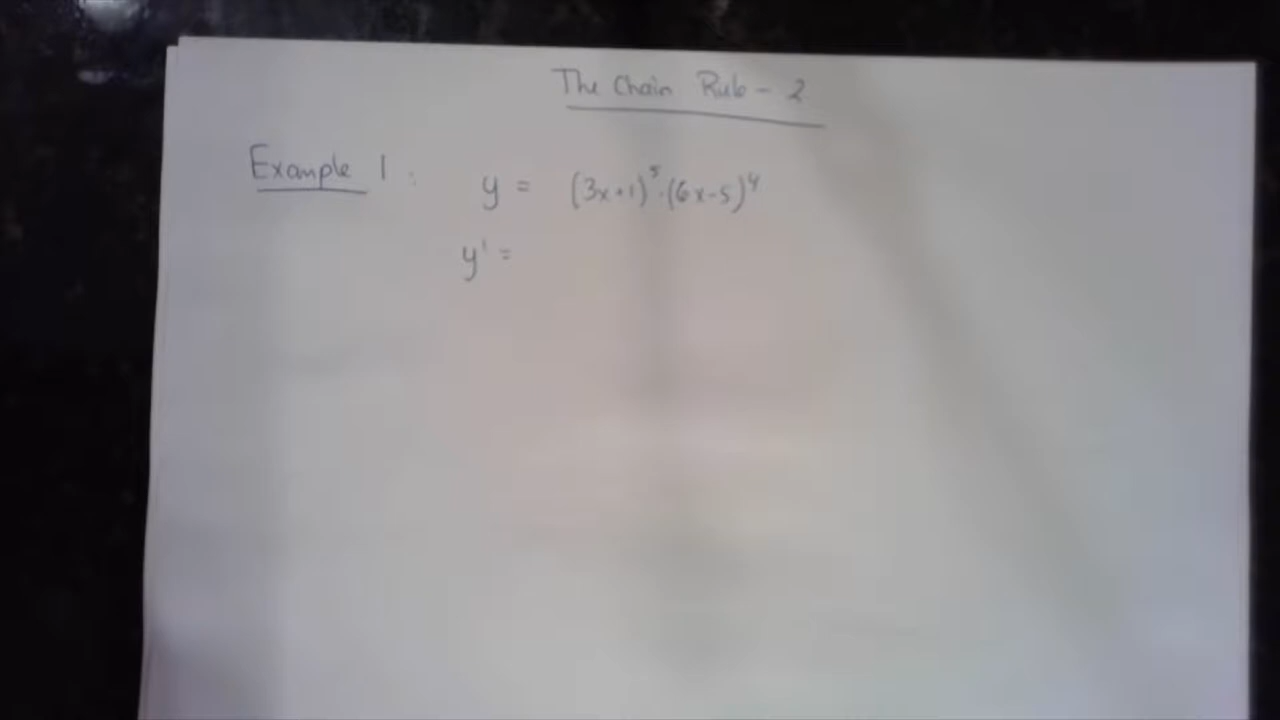 The Chain Rule - 2
Example 1: y = (3x+1)⁵·(6x-5)⁴
y' =